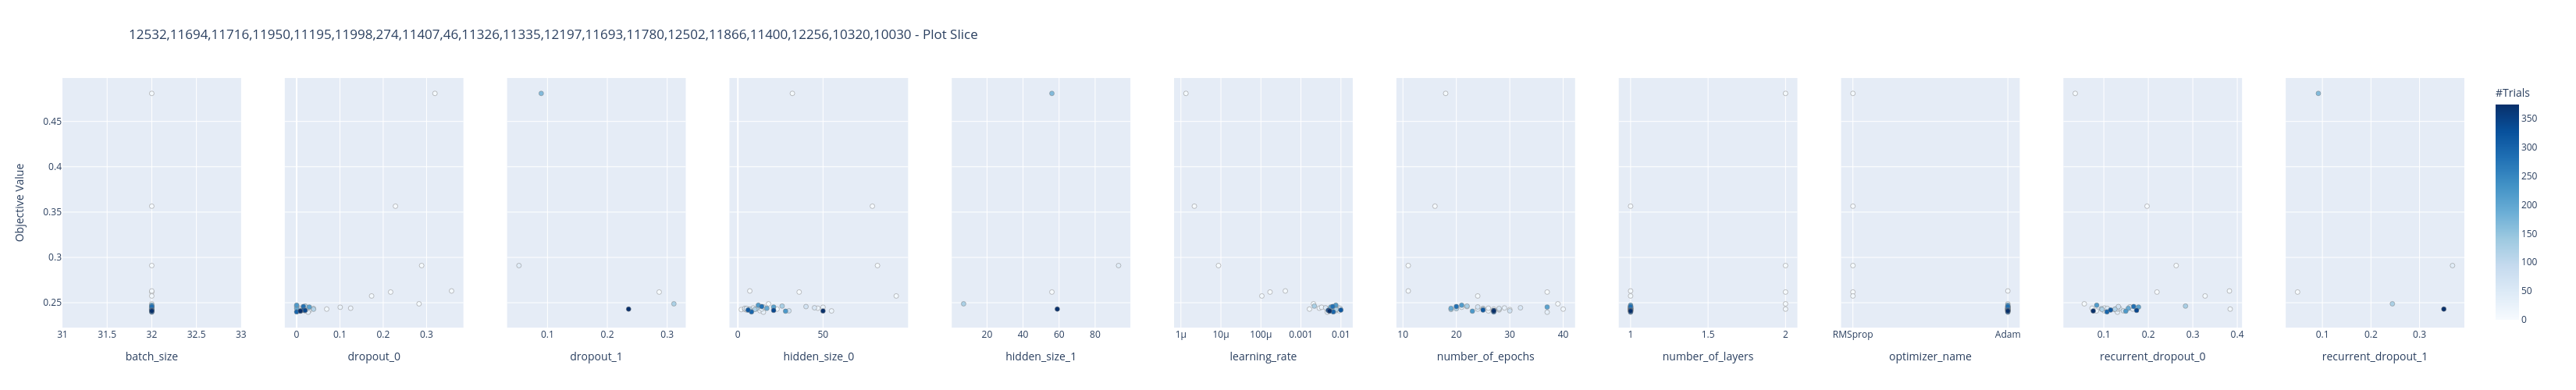 12532,11694,11716,11950,11195,11998,274,11407,46,11326,11335,12197,11693,11780,12502,11866,11400,12256,10320,10030 - Plot Slice
#Trials
0.45
0.4
0.35
0.3
0.25
Objective Value
350
300
250
200
150
100
50
0
31 31.5 32 32.5 33
0 0.1 0.2 0.3
0.1 0.2 0.3
0 50
20 40 60 80
1μ 10μ 100μ 0.001 0.01
10 20 30 40
1 1.5 2
RMSprop Adam
0.1 0.2 0.3 0.4
0.1 0.2 0.3
batch_size dropout_0 dropout_1 hidden_size_0 hidden_size_1 learning_rate number_of_epochs number_of_layers optimizer_name recurrent_dropout_0 recurrent_dropout_1